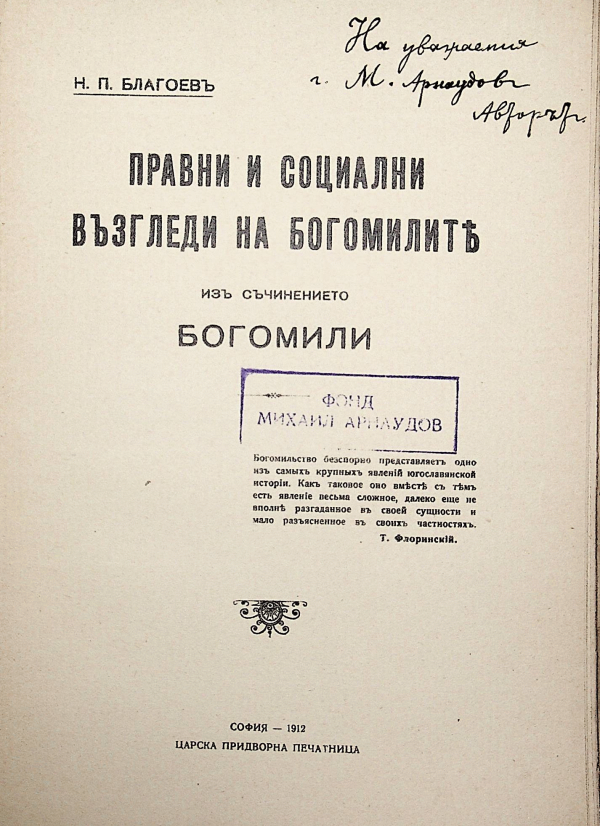 На уважаемия
г. М. Арнаудовъ
Авторътъ.
Н. П. БЛАГОЕВЪ
ПРАВНИ И СОЦИАЛНИ
ВЪЗГЛЕДИ НА БОГОМИЛИТѢ
ИЗЪ СЪЧИНЕНИЕТО
БОГОМИЛИ
ФОНД
МИХАИЛ АРНАУДОВ
Богомильство безспорно представляетъ одно
изъ самыхъ крупныхъ явленій югославянской
исторіи. Какъ таковое оно вмѣстѣ съ тѣмъ
есть явленіе весьма сложное, далеко еще не
вполнѣ разгаданное въ своей сущности и
мало разъясненное въ своихъ частностяхъ.
Т. Флоринскій.
СОФИЯ — 1912
ЦАРСКА ПРИДВОРНА ПЕЧАТНИЦА